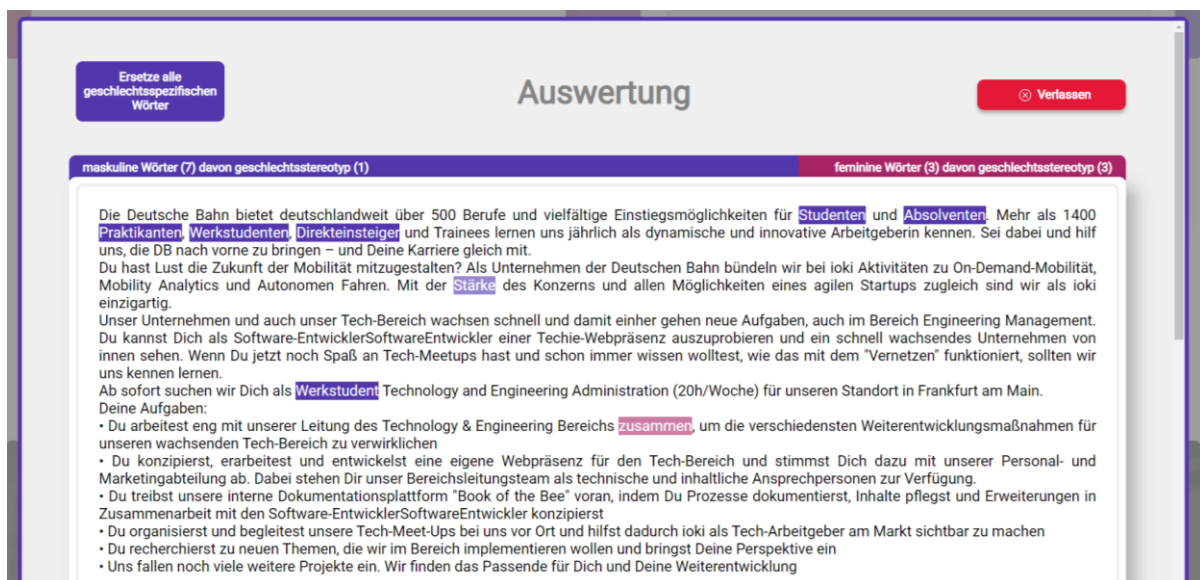 Ersetze alle
geschlechtsspezifischen
Wörter
Auswertung
Verlassen
maskuline Wörter (7) davon geschlechtsstereotyp (1)
feminine Wörter (3) davon geschlechtsstereotyp (3)
Die Deutsche Bahn bietet deutschlandweit über 500 Berufe und vielfältige Einstiegsmöglichkeiten für Studenten und Absolventen. Mehr als 1400
Praktikanten, Werkstudenten, Direkteinsteiger und Trainees lernen uns jährlich als dynamische und innovative Arbeitgeberin kennen. Sei dabei und hilf
uns, die DB nach vorne zu bringen – und Deine Karriere gleich mit.
Du hast Lust die Zukunft der Mobilität mitzugestalten? Als Unternehmen der Deutschen Bahn bündeln wir bei ioki Aktivitäten zu On-Demand-Mobilität,
Mobility Analytics und Autonomen Fahren. Mit der Stärke des Konzerns und allen Möglichkeiten eines agilen Startups zugleich sind wir als ioki
einzigartig.
Unser Unternehmen und auch unser Tech-Bereich wachsen schnell und damit einher gehen neue Aufgaben, auch im Bereich Engineering Management.
Du kannst Dich als Software-EntwicklerSoftwareEntwickler einer Techie-Webpräsenz auszuprobieren und ein schnell wachsendes Unternehmen von
innen sehen. Wenn Du jetzt noch Spaß an Tech-Meetups hast und schon immer wissen wolltest, wie das mit dem "Vernetzen" funktioniert, sollten wir
uns kennen lernen.
Ab sofort suchen wir Dich als Werkstudent Technology and Engineering Administration (20h/Woche) für unseren Standort in Frankfurt am Main.
Deine Aufgaben:
• Du arbeitest eng mit unserer Leitung des Technology & Engineering Bereichs zusammen, um die verschiedensten Weiterentwicklungsmaßnahmen für
unseren wachsenden Tech-Bereich zu verwirklichen
• Du konzipierst, erarbeitest und entwickelst eine eigene Webpräsenz für den Tech-Bereich und stimmst Dich dazu mit unserer Personal- und
Marketingabteilung ab. Dabei stehen Dir unser Bereichsleitungsteam als technische und inhaltliche Ansprechpersonen zur Verfügung.
• Du treibst unsere interne Dokumentationsplattform "Book of the Bee" voran, indem Du Prozesse dokumentierst, Inhalte pflegst und Erweiterungen in
Zusammenarbeit mit den Software-EntwicklerSoftwareEntwickler konzipierst
• Du organisierst und begleitest unsere Tech-Meet-Ups bei uns vor Ort und hilfst dadurch ioki als Tech-Arbeitgeber am Markt sichtbar zu machen
• Du recherchierst zu neuen Themen, die wir im Bereich implementieren wollen und bringst Deine Perspektive ein
• Uns fallen noch viele weitere Projekte ein. Wir finden das Passende für Dich und Deine Weiterentwicklung